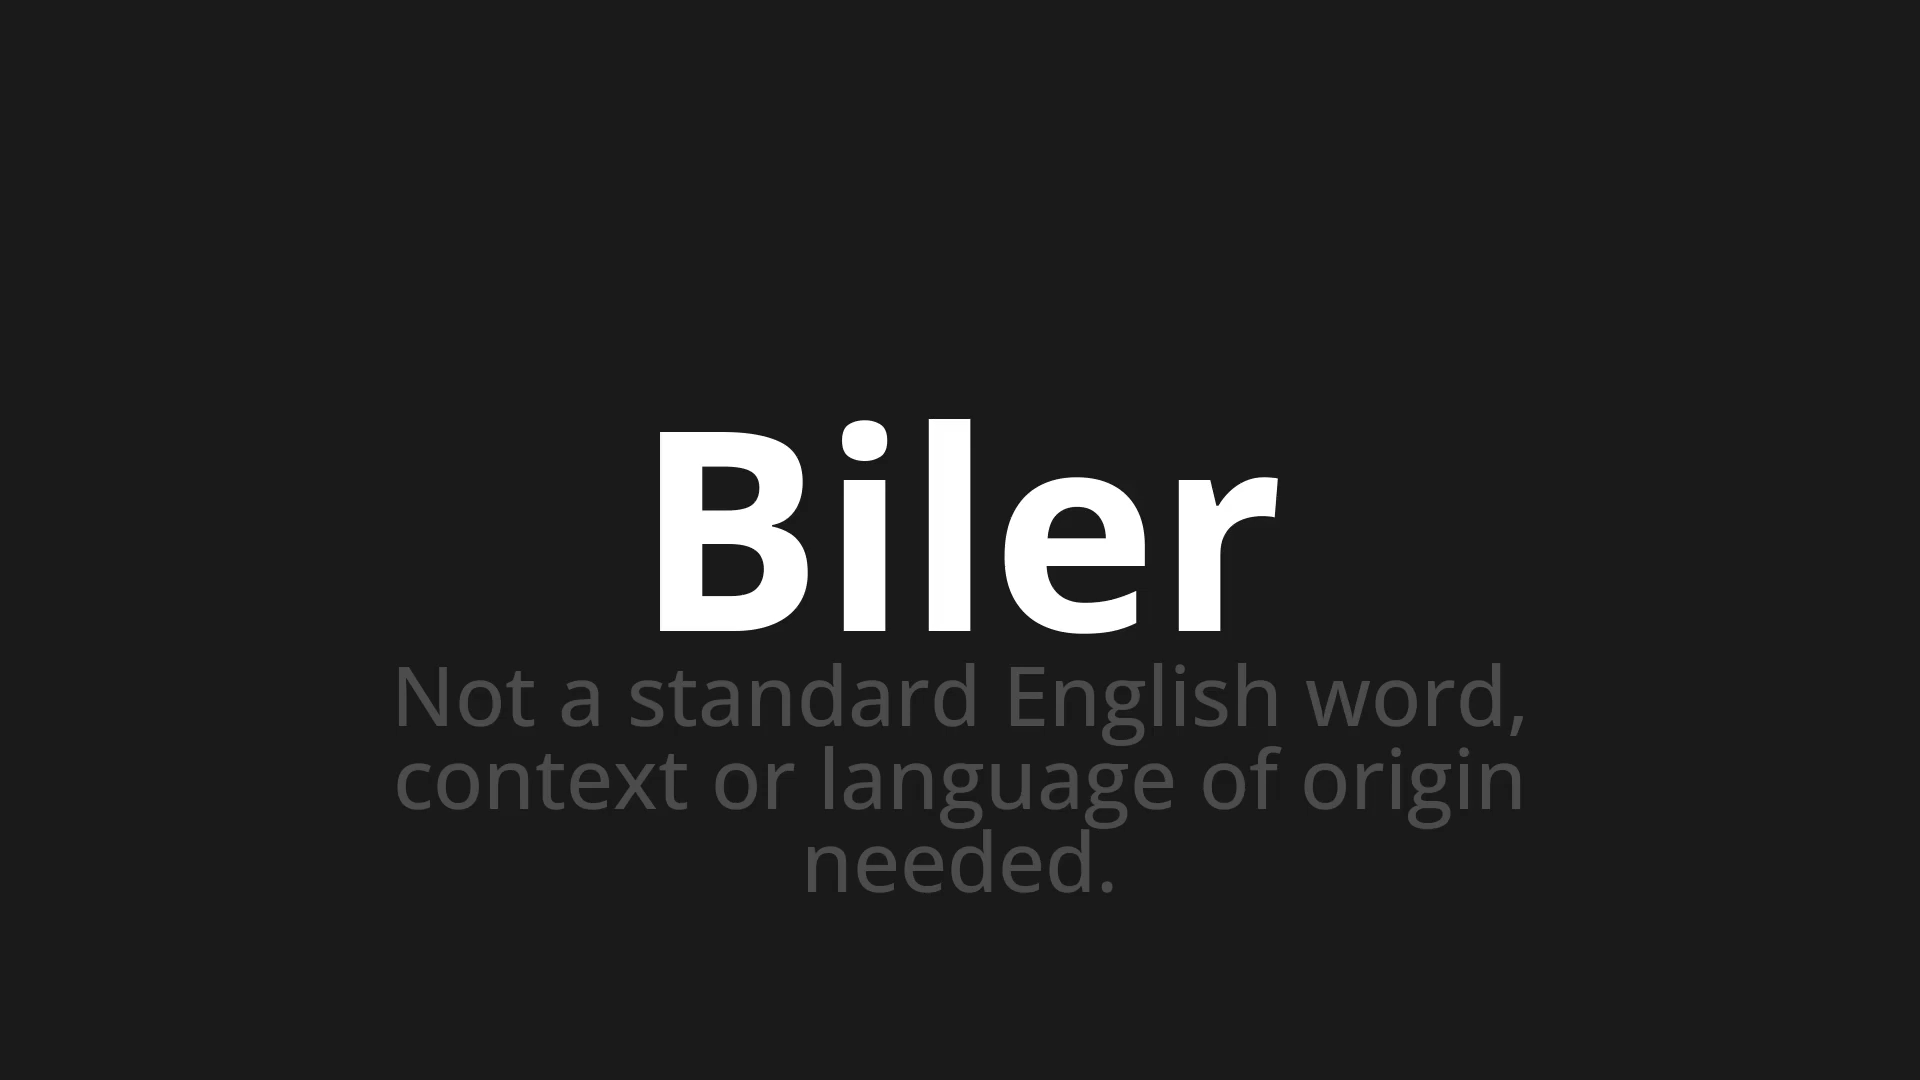 Biler
Not a standard English word,
context or language of origin
needed.